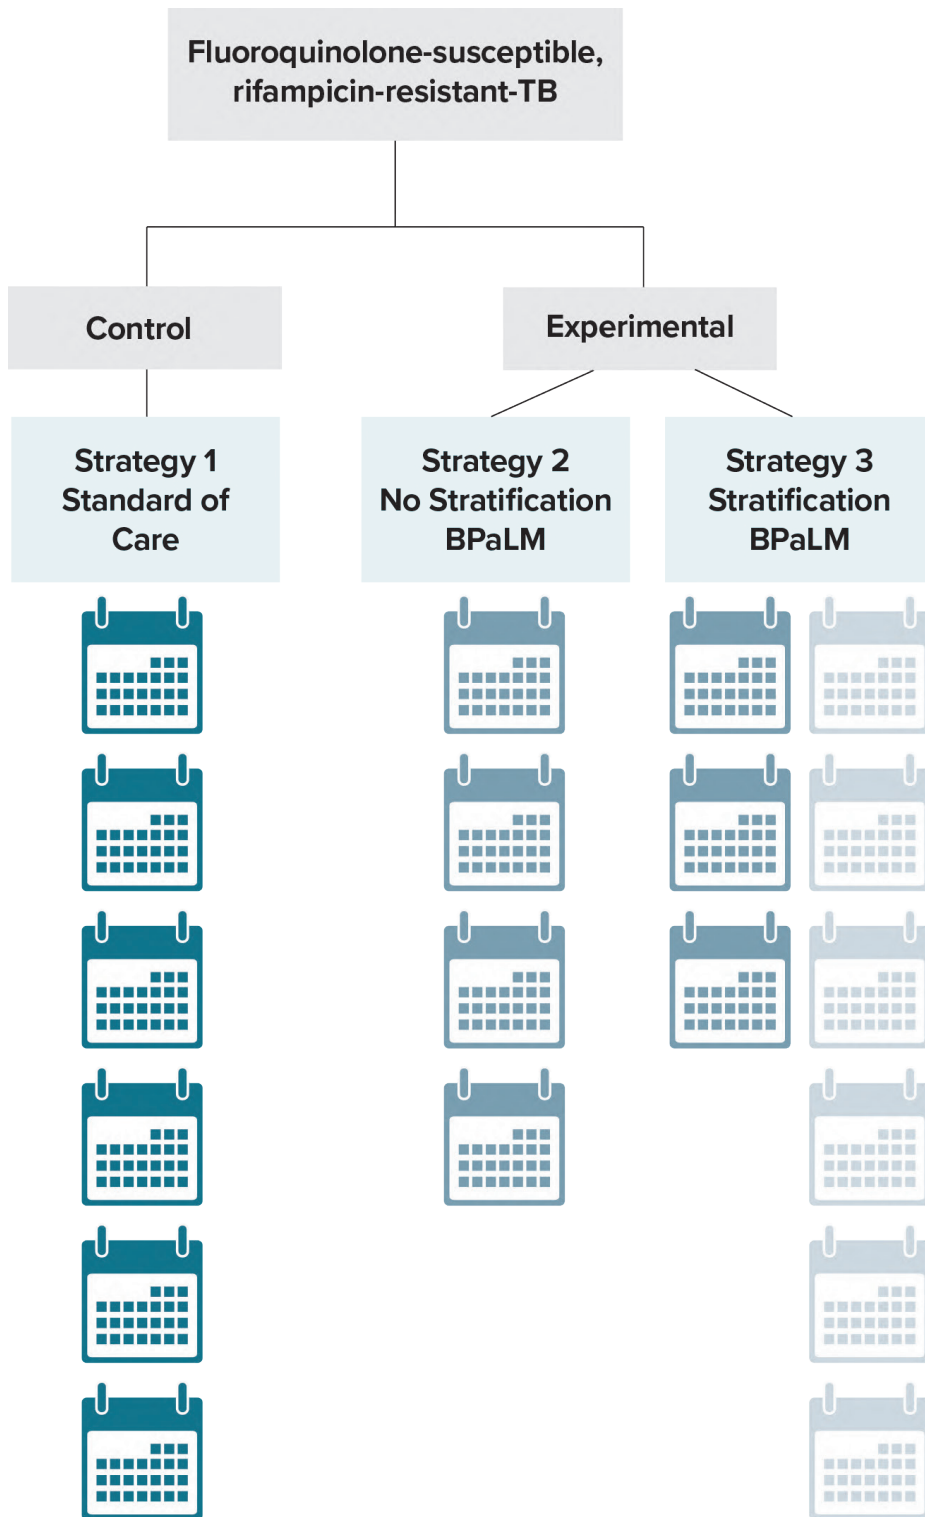 Fluoroquinolone-susceptible,
rifampicin-resistant-TB
Control
Experimental
Strategy 1
Standard of
Care
Strategy 2
No Stratification
BPaLM
Strategy 3
Stratification
BPaLM